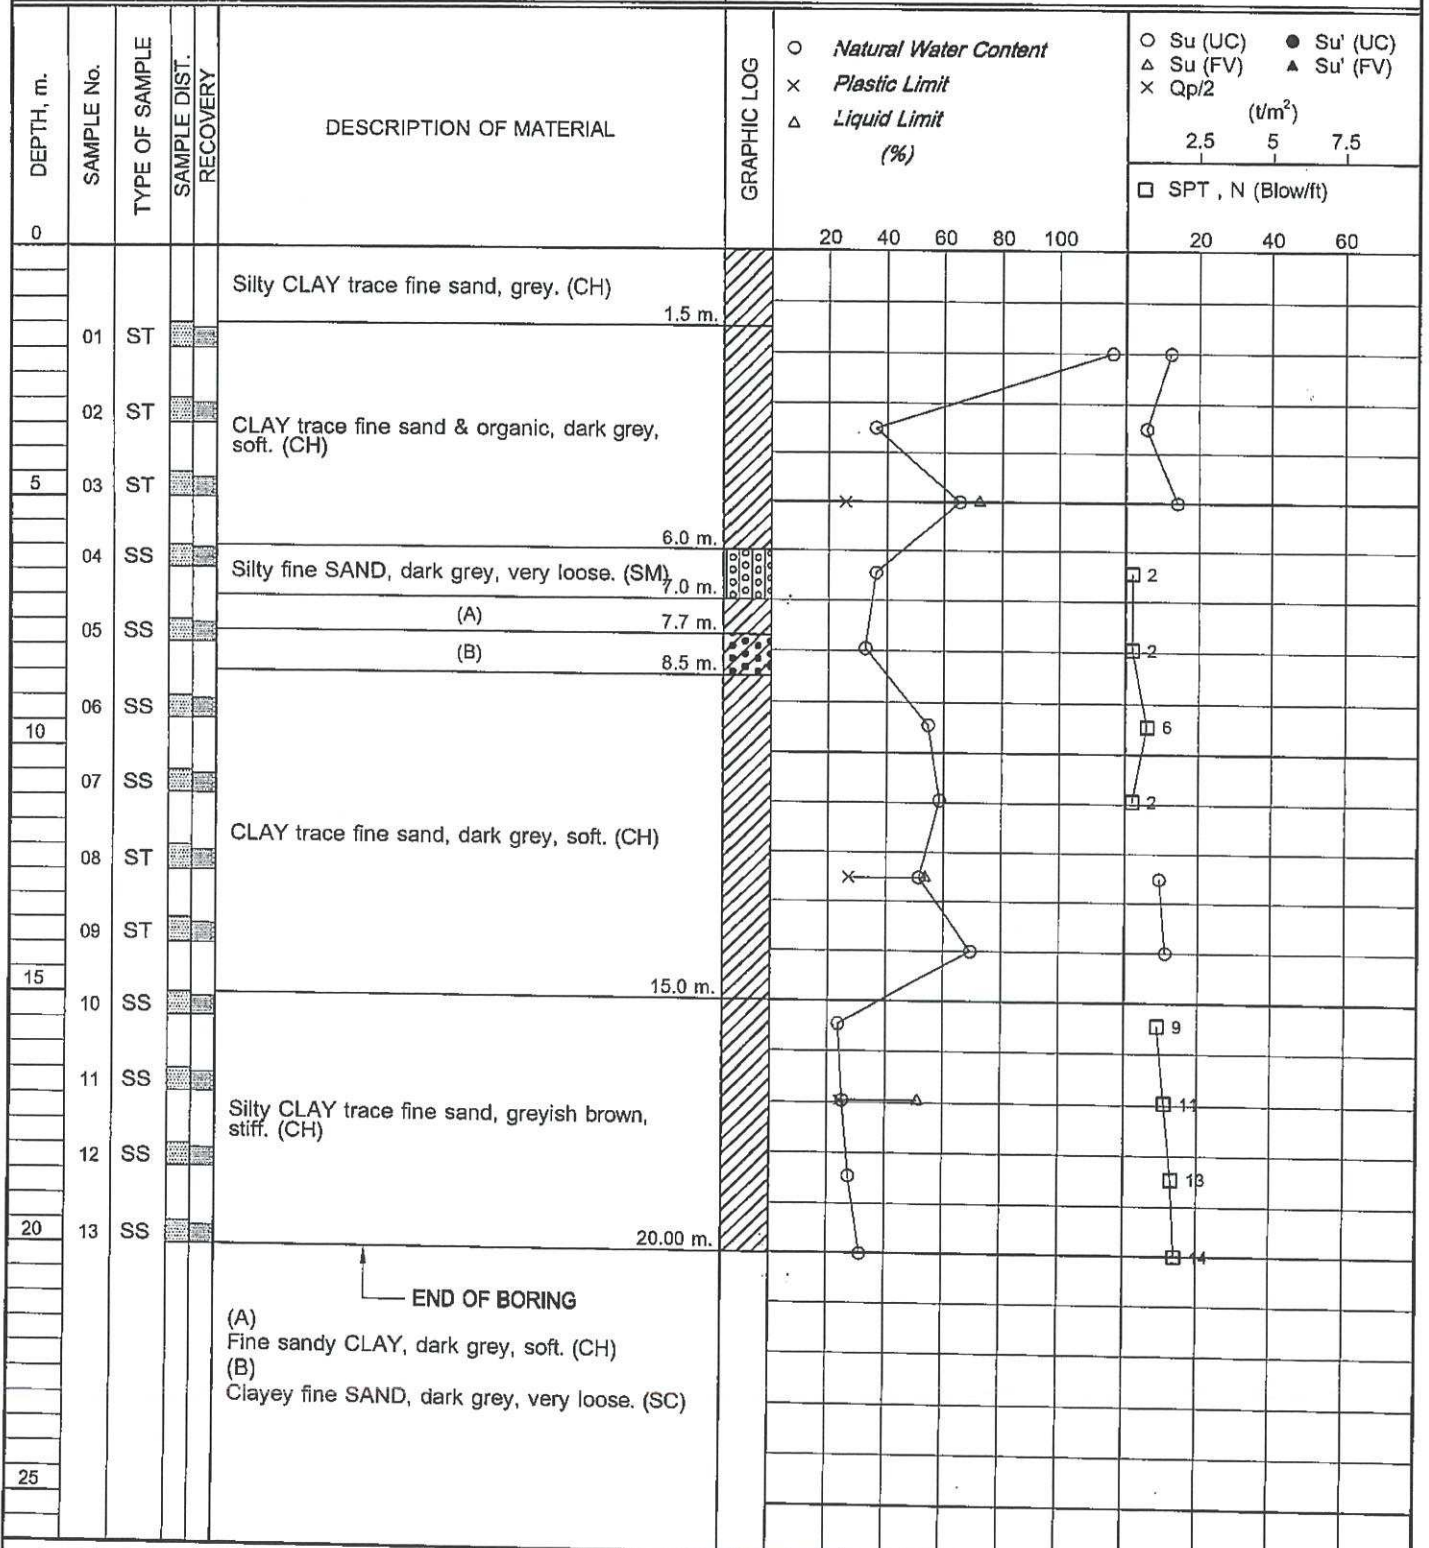 DEPTH, m.
SAMPLE No.
TYPE OF SAMPLE
SAMPLE DIST.
RECOVERY
DESCRIPTION OF MATERIAL
GRAPHIC LOG
○ Natural Water Content
× Plastic Limit
△ Liquid Limit
(%)
20 40 60 80 100
○ Su (UC) ● Su' (UC)
△ Su (FV) ▲ Su' (FV)
× Qp/2
(t/m²)
2.5 5 7.5
□ SPT , N (Blow/ft)
20 40 60
0
Silty CLAY trace fine sand, grey. (CH)
1.5 m.
01 ST
02 ST
CLAY trace fine sand & organic, dark grey,
soft. (CH)
5 03 ST
6.0 m.
04 SS
Silty fine SAND, dark grey, very loose. (SM)
7.0 m.
2
(A)
7.7 m.
05 SS
2
(B)
8.5 m.
06 SS
10
6
07 SS
2
CLAY trace fine sand, dark grey, soft. (CH)
08 ST
09 ST
15
15.0 m.
10 SS
9
11 SS
11
Silty CLAY trace fine sand, greyish brown,
stiff. (CH)
12 SS
13
20 13 SS
20.00 m.
14
END OF BORING
(A)
Fine sandy CLAY, dark grey, soft. (CH)
(B)
Clayey fine SAND, dark grey, very loose. (SC)
25